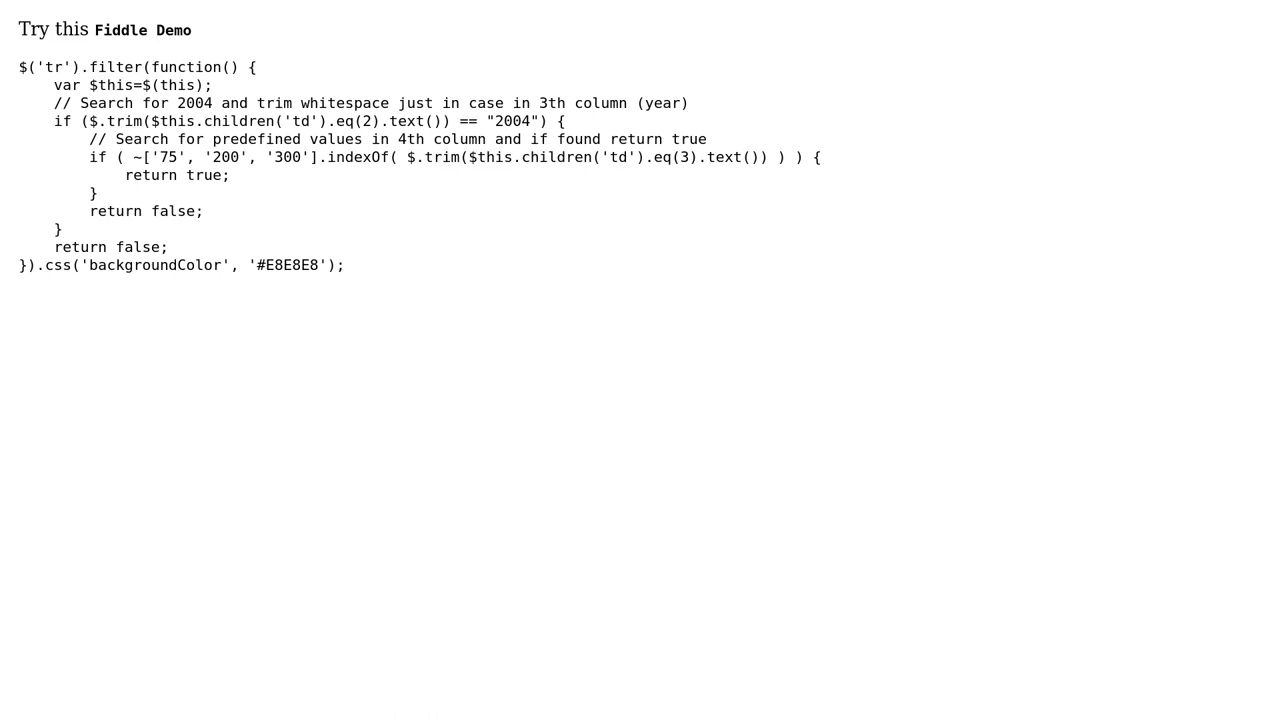 Try this Fiddle Demo
$('tr').filter(function() {
    var $this=$(this);
    // Search for 2004 and trim whitespace just in case in 3th column (year)
    if ($.trim($this.children('td').eq(2).text()) == "2004") {
        // Search for predefined values in 4th column and if found return true
        if ( ~['75', '200', '300'].indexOf( $.trim($this.children('td').eq(3).text()) ) ) {
            return true;
        }
        return false;
    }
    return false;
}).css('backgroundColor', '#E8E8E8');